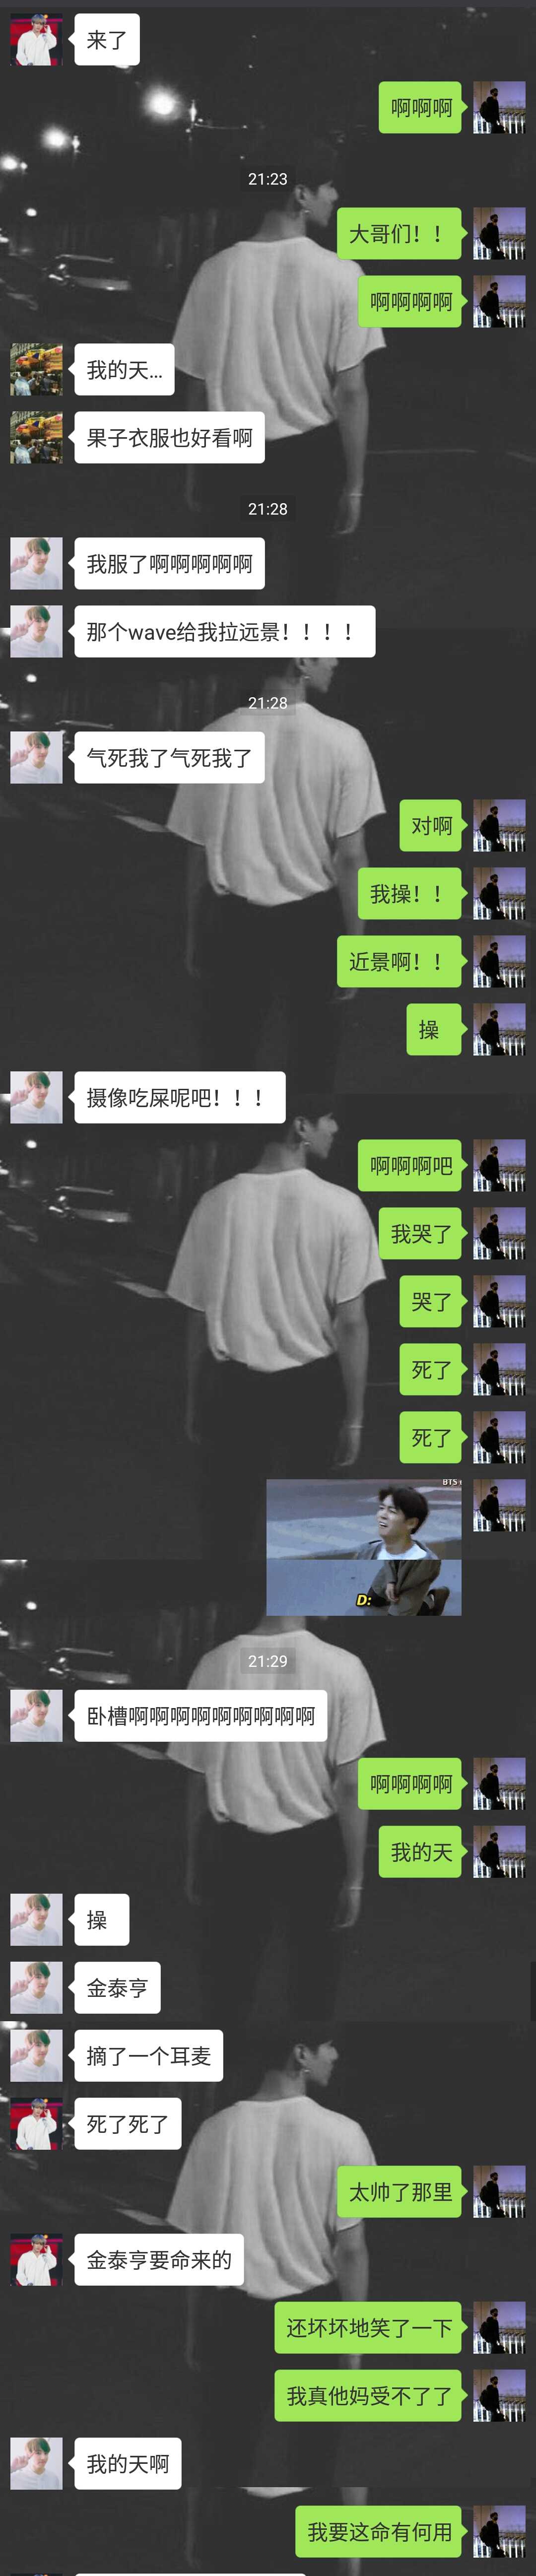 来了
啊啊啊
21:23
大哥们！！
啊啊啊啊
我的天...
果子衣服也好看啊
21:28
我服了啊啊啊啊啊
那个wave给我拉远景！！！！
21:28
气死我了气死我了
对啊
我操！！
近景啊！！
操
摄像吃屎呢吧！！！
啊啊啊吧
我哭了
哭了
死了
死了
BTS
D:
21:29
卧槽啊啊啊啊啊啊啊啊啊
啊啊啊啊
我的天
操
金泰亨
摘了一个耳麦
死了死了
太帅了那里
金泰亨要命来的
还坏坏地笑了一下
我真他妈受不了了
我的天啊
我要这命有何用